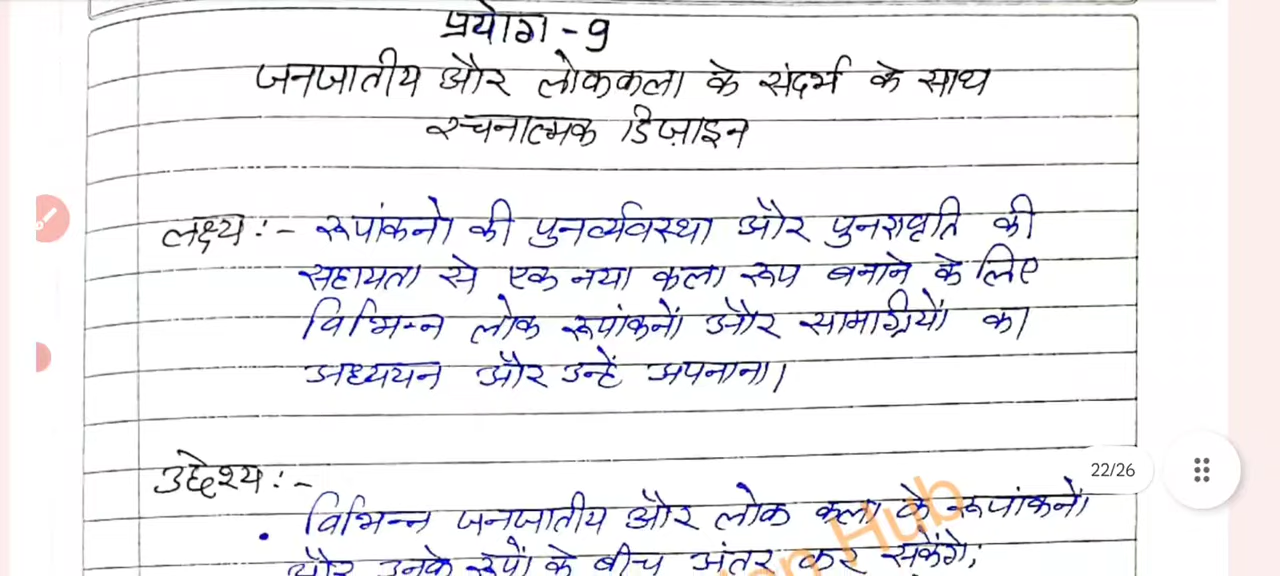 प्रयोग - 9
जनजातीय और लोककला के संदर्भ के साथ
रचनात्मक डिज़ाइन
लक्ष्य :- रूपांकनों की पुनर्व्यवस्था और पुनरावृति की
सहायता से एक नया कला रूप बनाने के लिए
विभिन्न लोक रूपांकनों और सामाग्रियों का
अध्ययन और उन्हें अपनाना।
उद्देश्य :-
22/26
• विभिन्न जनजातीय और लोक कला के रूपांकनों
और उनके रूपों के बीच अंतर कर सकेंगे;
Hub